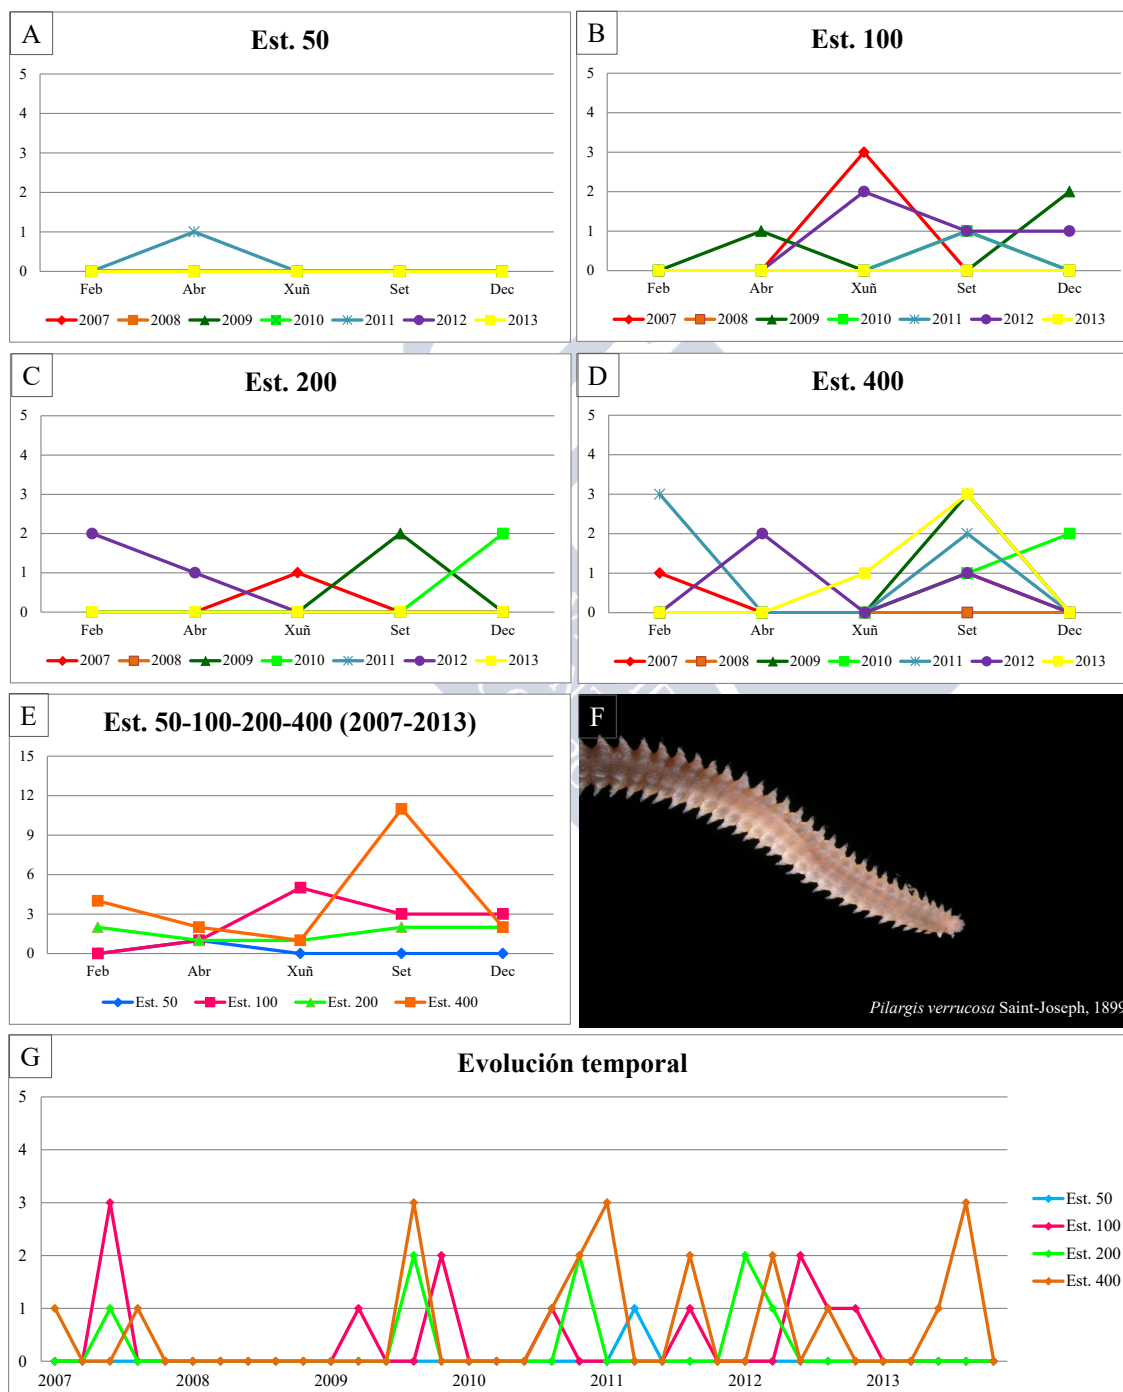 A
Est. 50
5
4
3
2
1
0
Feb Abr Xuñ Set Dec
2007 2008 2009 2010 2011 2012 2013
B
Est. 100
5
4
3
2
1
0
Feb Abr Xuñ Set Dec
2007 2008 2009 2010 2011 2012 2013
C
Est. 200
5
4
3
2
1
0
Feb Abr Xuñ Set Dec
2007 2008 2009 2010 2011 2012 2013
D
Est. 400
5
4
3
2
1
0
Feb Abr Xuñ Set Dec
2007 2008 2009 2010 2011 2012 2013
E
Est. 50-100-200-400 (2007-2013)
15
12
9
6
3
0
Feb Abr Xuñ Set Dec
Est. 50 Est. 100 Est. 200 Est. 400
F
Pilargis verrucosa Saint-Joseph, 1899
G
Evolución temporal
5
4
3
2
1
0
2007 2008 2009 2010 2011 2012 2013
Est. 50
Est. 100
Est. 200
Est. 400